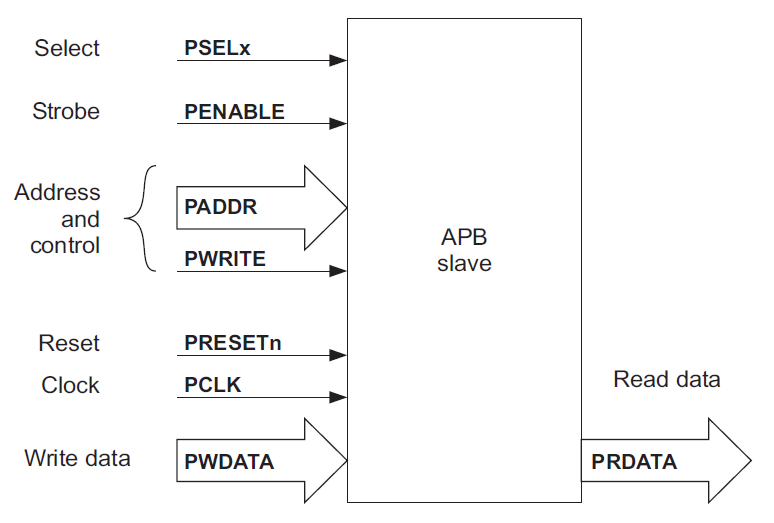 Select
PSELx
Strobe
PENABLE
Address
and
control
PADDR
PWRITE
APB
slave
Reset
PRESETn
Clock
PCLK
Write data
PWDATA
Read data
PRDATA